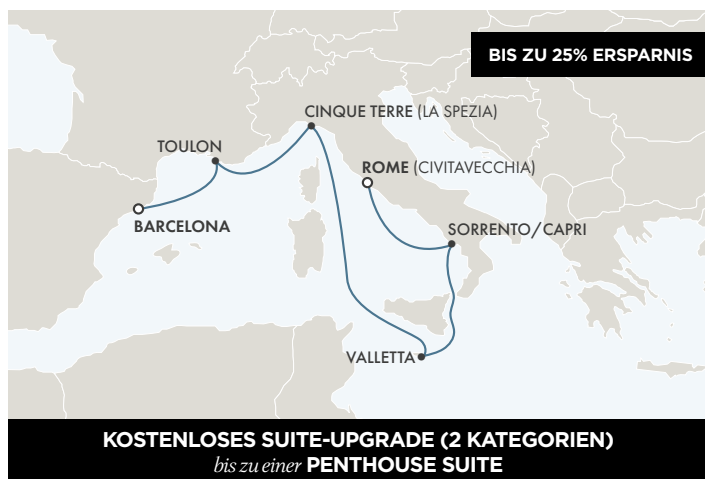 BIS ZU 25% ERSPARNIS
CINQUE TERRE (LA SPEZIA)
TOULON
ROME (CIVITAVECCHIA)
BARCELONA
SORRENTO/CAPRI
VALLETTA
KOSTENLOSES SUITE-UPGRADE (2 KATEGORIEN)
bis zu einer PENTHOUSE SUITE